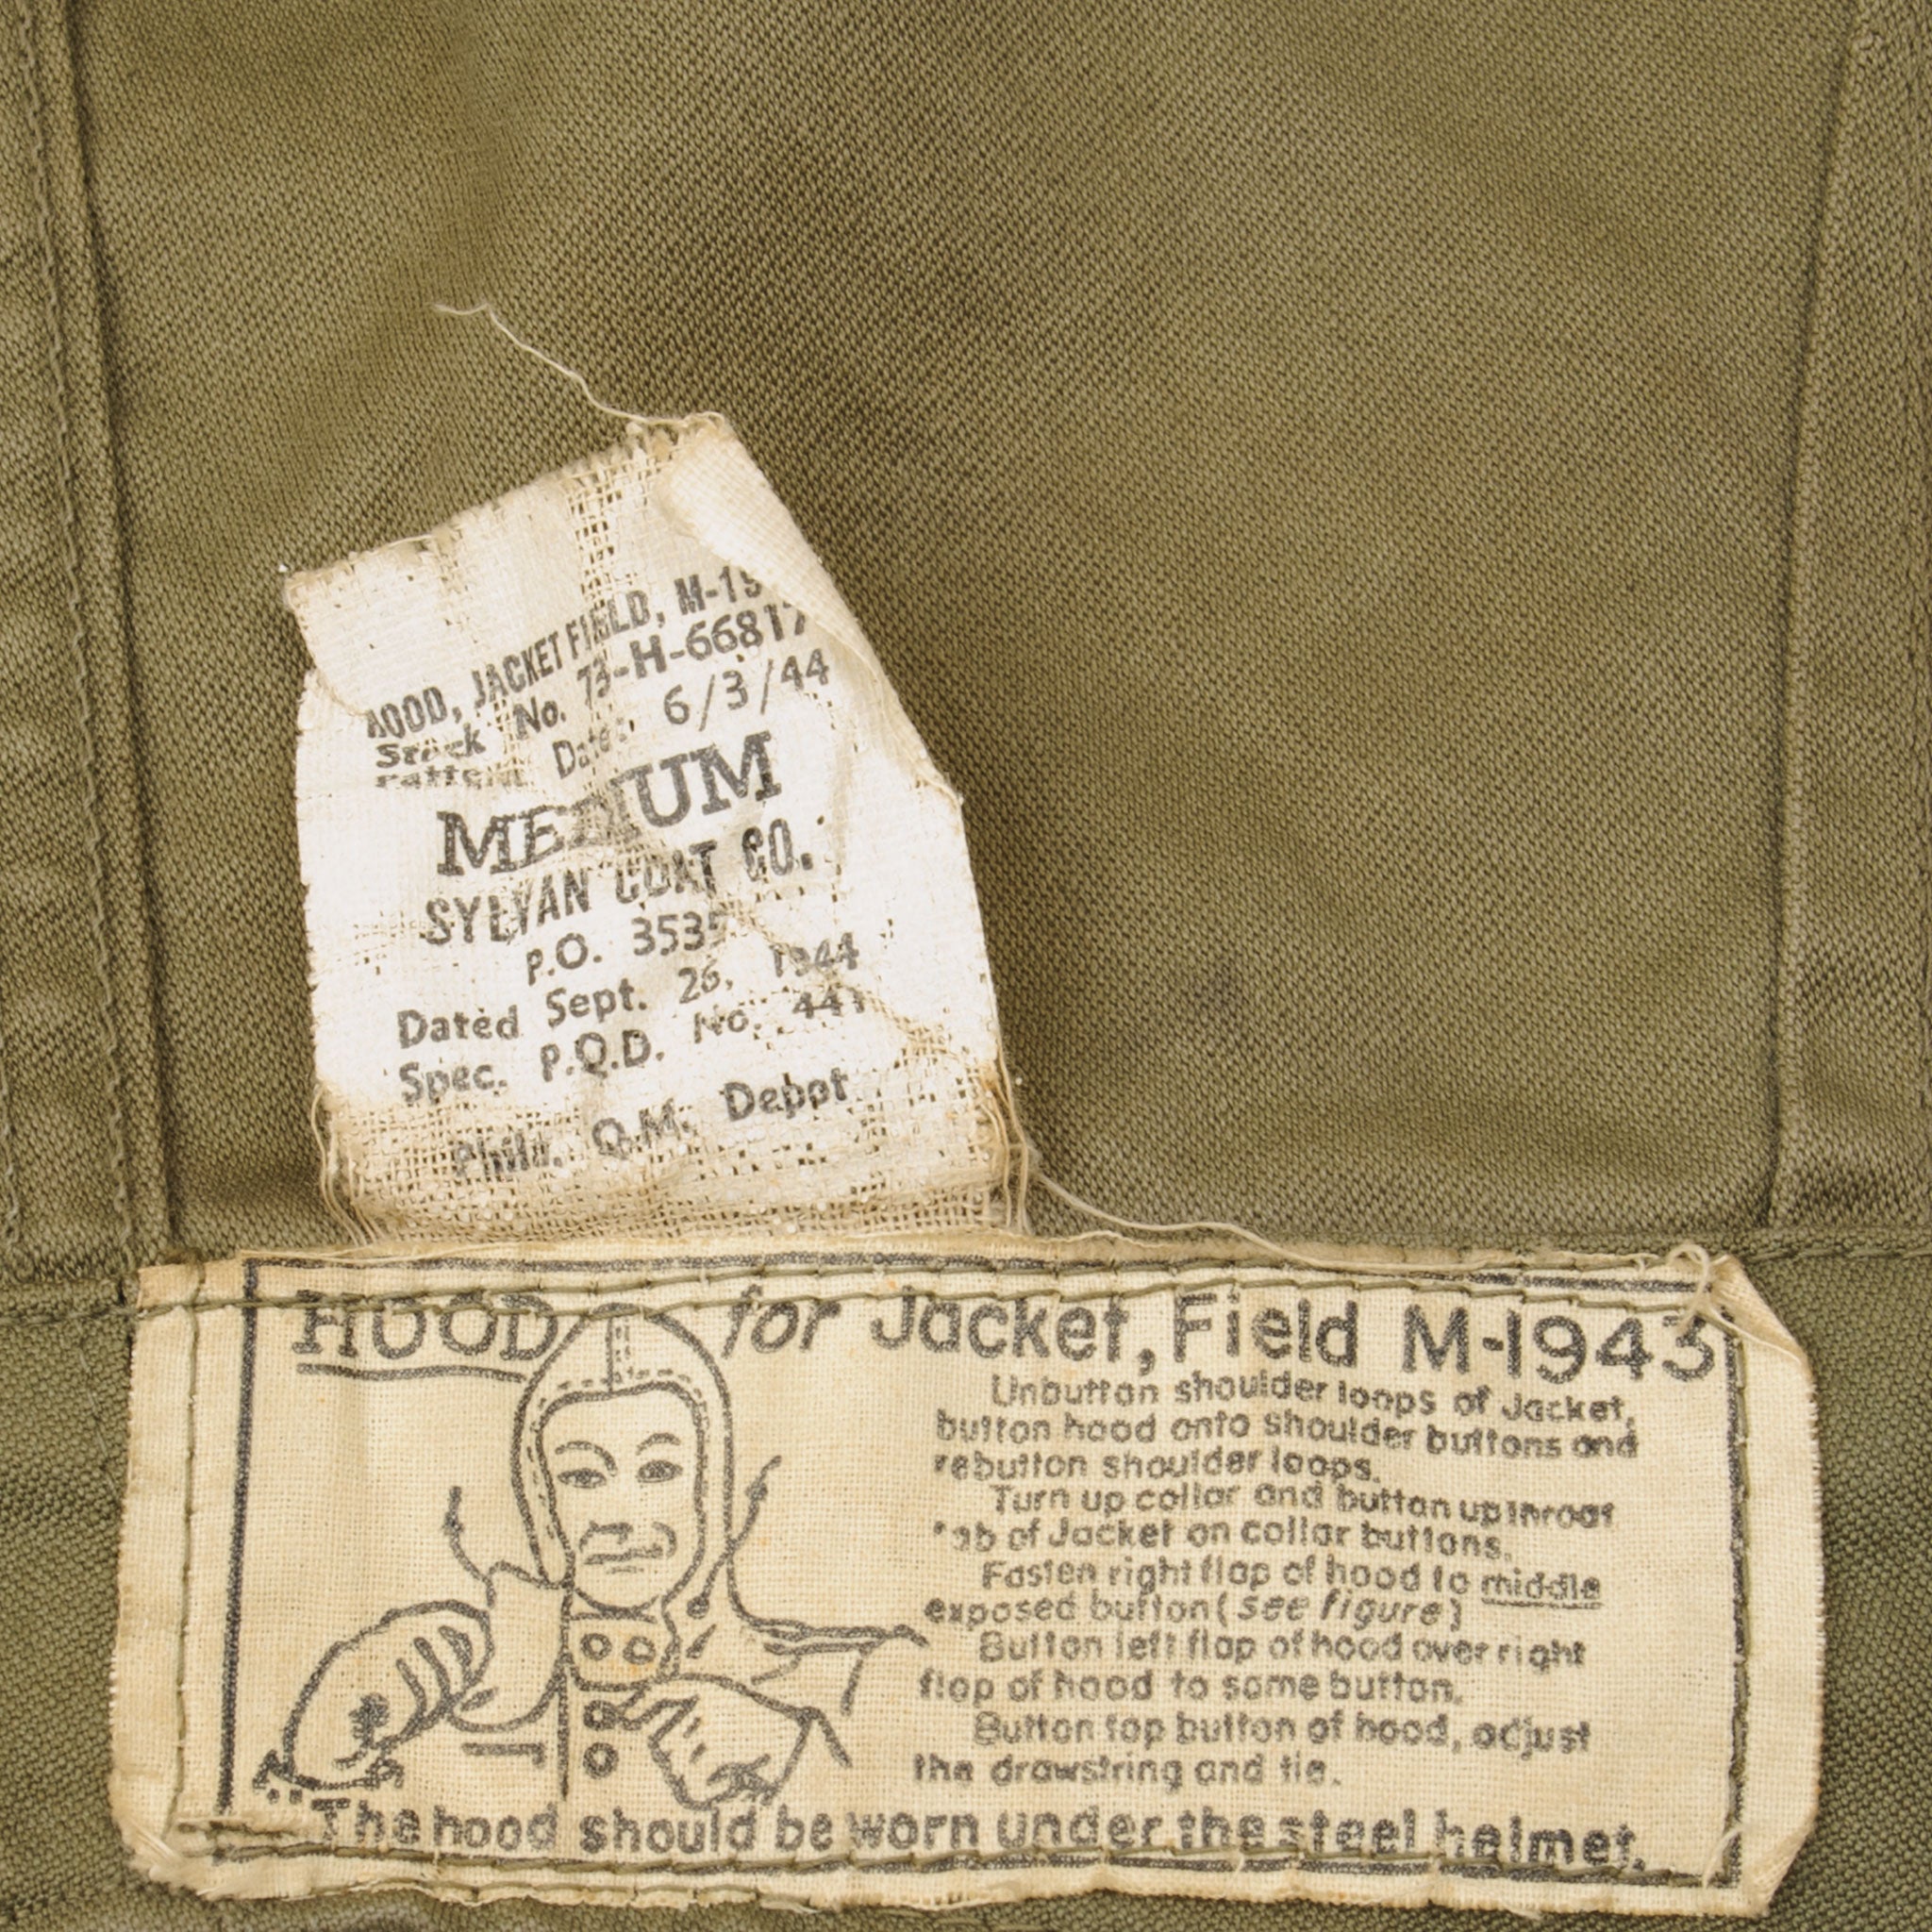 HOOD, JACKET FIELD, M-19
Stock No. 73-H-66817
Pattern Date: 6/3/44
MEDIUM
SYLVAN COAT CO.
P.O. 3535
Dated Sept. 26, 1944
Spec. P.Q.D. No. 441
Phila. Q.M. Depot
HOOD for Jacket, Field M-1943
Unbutton shoulder loops of Jacket,
button hood onto shoulder buttons and
rebutton shoulder loops.
Turn up collar and button up throat
tab of Jacket on collar buttons.
Fasten right flap of hood to middle
exposed button (see figure)
Button left flap of hood over right
flap of hood to same button.
Button top button of hood, adjust
the drawstring and tie.
"The hood should be worn under the steel helmet.